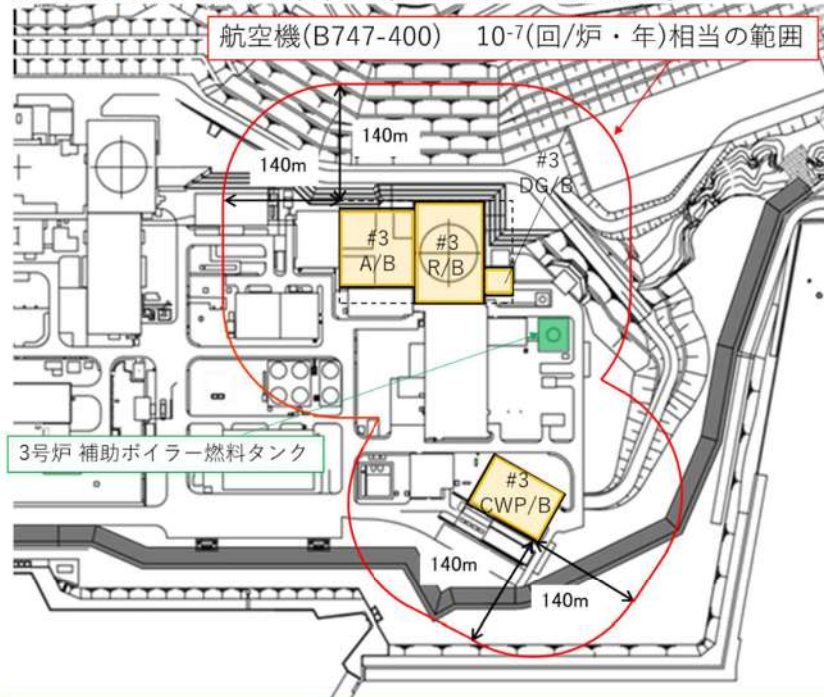 航空機(B747-400) 10⁻⁷(回/炉・年)相当の範囲
140m
140m
#3
DG/B
#3
A/B
#3
R/B
3号炉 補助ボイラー燃料タンク
#3
CWP/B
140m
140m